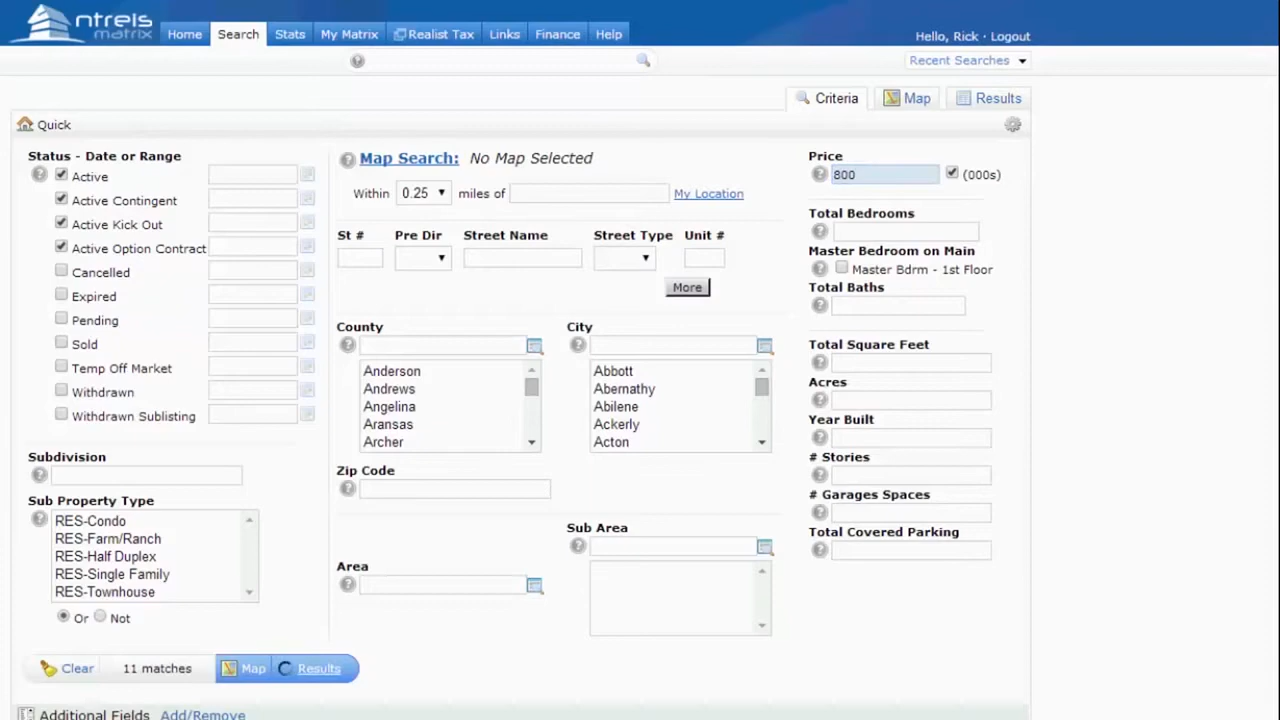 ntreis
matrix
Home Search Stats My Matrix Realist Tax Links Finance Help
Hello, Rick · Logout
Recent Searches
Criteria Map Results
Quick
Status - Date or Range
Active
Active Contingent
Active Kick Out
Active Option Contract
Cancelled
Expired
Pending
Sold
Temp Off Market
Withdrawn
Withdrawn Sublisting
Subdivision
Sub Property Type
RES-Condo
RES-Farm/Ranch
RES-Half Duplex
RES-Single Family
RES-Townhouse
Or Not
Map Search: No Map Selected
Within 0.25 miles of My Location
St # Pre Dir Street Name Street Type Unit #
More
County
Anderson
Andrews
Angelina
Aransas
Archer
City
Abbott
Abernathy
Abilene
Ackerly
Acton
Zip Code
Sub Area
Area
Price
800 (000s)
Total Bedrooms
Master Bedroom on Main
Master Bdrm - 1st Floor
Total Baths
Total Square Feet
Acres
Year Built
# Stories
# Garages Spaces
Total Covered Parking
Clear 11 matches Map Results
Additional Fields Add/Remove